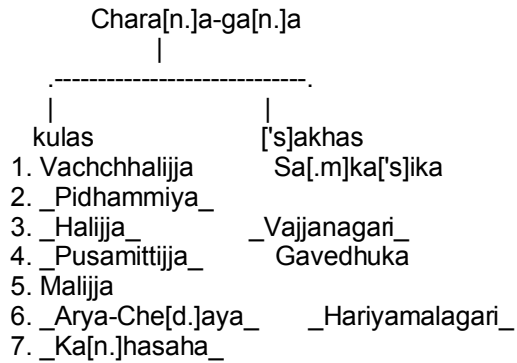 Chara[n.]a-ga[n.]a
|
.-----------------------------.
| |
kulas ['s]akhas
1. Vachchhalijja Sa[.m]ka['s]ika
2. _Pidhammiya_
3. _Halijja_ _Vajjanagari_
4. _Pusamittijja_ Gavedhuka
5. Malijja
6. _Arya-Che[d.]aya_ _Hariyamalagari_
7. _Ka[n.]hasaha_